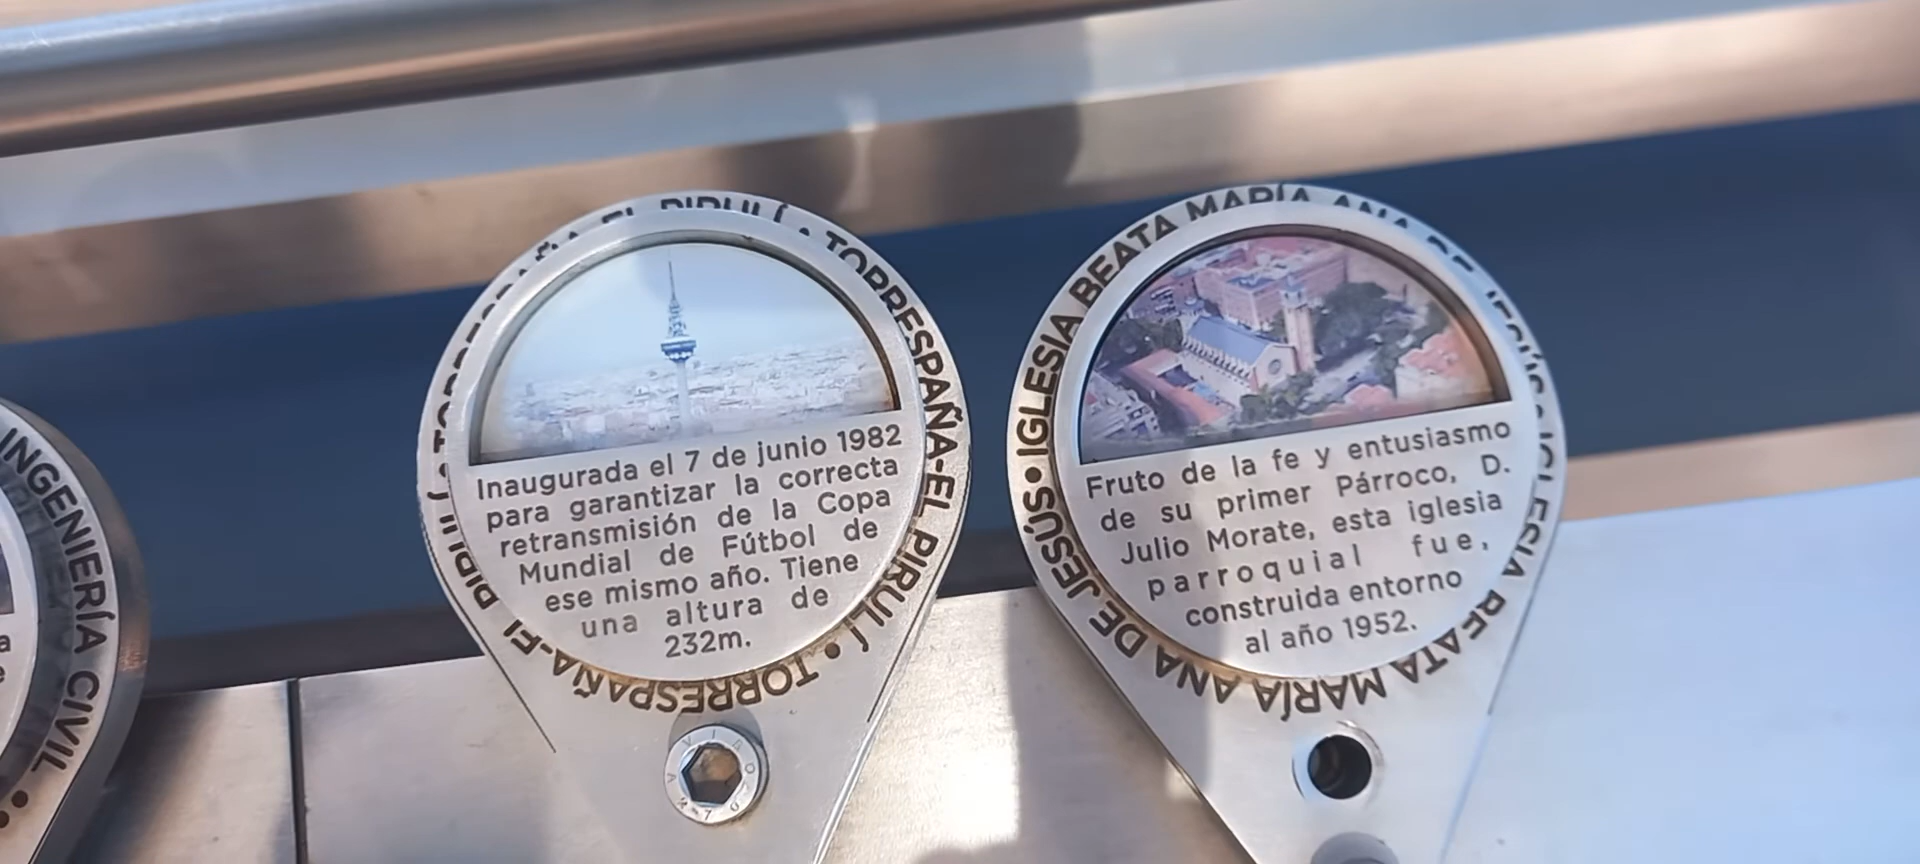 INGENIERÍA CIVIL •
TORRESPAÑA-EL PIRULÍ • TORRESPAÑA-EL PIRULÍ • TORRESPAÑA-EL PIRULÍ •
Inaugurada el 7 de junio 1982
para garantizar la correcta
retransmisión de la Copa
Mundial de Fútbol de
ese mismo año. Tiene
una altura de
232m.
IGLESIA BEATA MARÍA ANA DE JESÚS • IGLESIA BEATA MARÍA ANA DE JESÚS •
Fruto de la fe y entusiasmo
de su primer Párroco, D.
Julio Morate, esta iglesia
parroquial fue,
construida entorno
al año 1952.